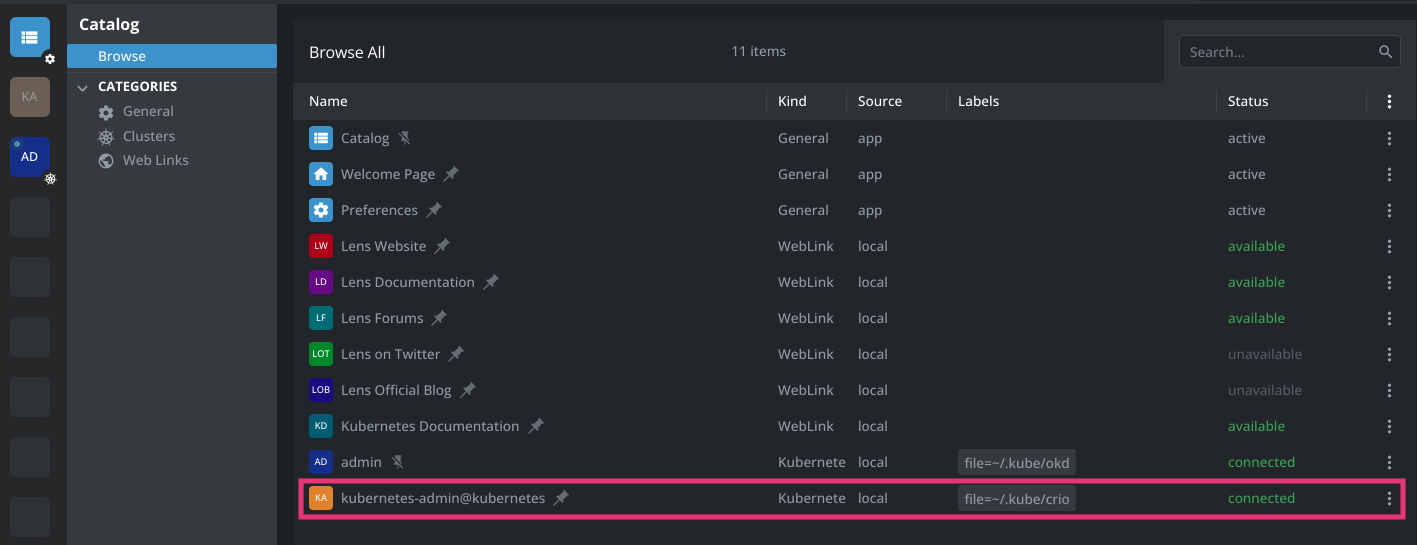 Catalog
Browse
CATEGORIES
General
Clusters
Web Links
KA
AD
Browse All
11 items
Search...
Name Kind Source Labels Status
Catalog General app active
Welcome Page General app active
Preferences General app active
LW Lens Website WebLink local available
LD Lens Documentation WebLink local available
LF Lens Forums WebLink local available
LOT Lens on Twitter WebLink local unavailable
LOB Lens Official Blog WebLink local unavailable
KD Kubernetes Documentation WebLink local available
AD admin Kubernete local file=~/.kube/okd connected
KA kubernetes-admin@kubernetes Kubernete local file=~/.kube/crio connected